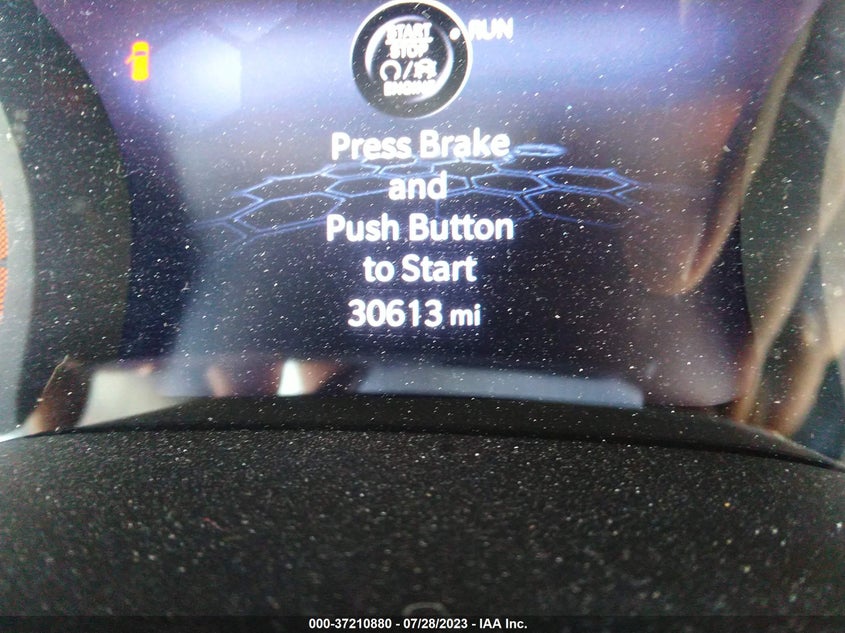 START
STOP
RUN
ENGINE
Press Brake
and
Push Button
to Start
30613 mi
000-37210880 - 07/28/2023 - IAA Inc.